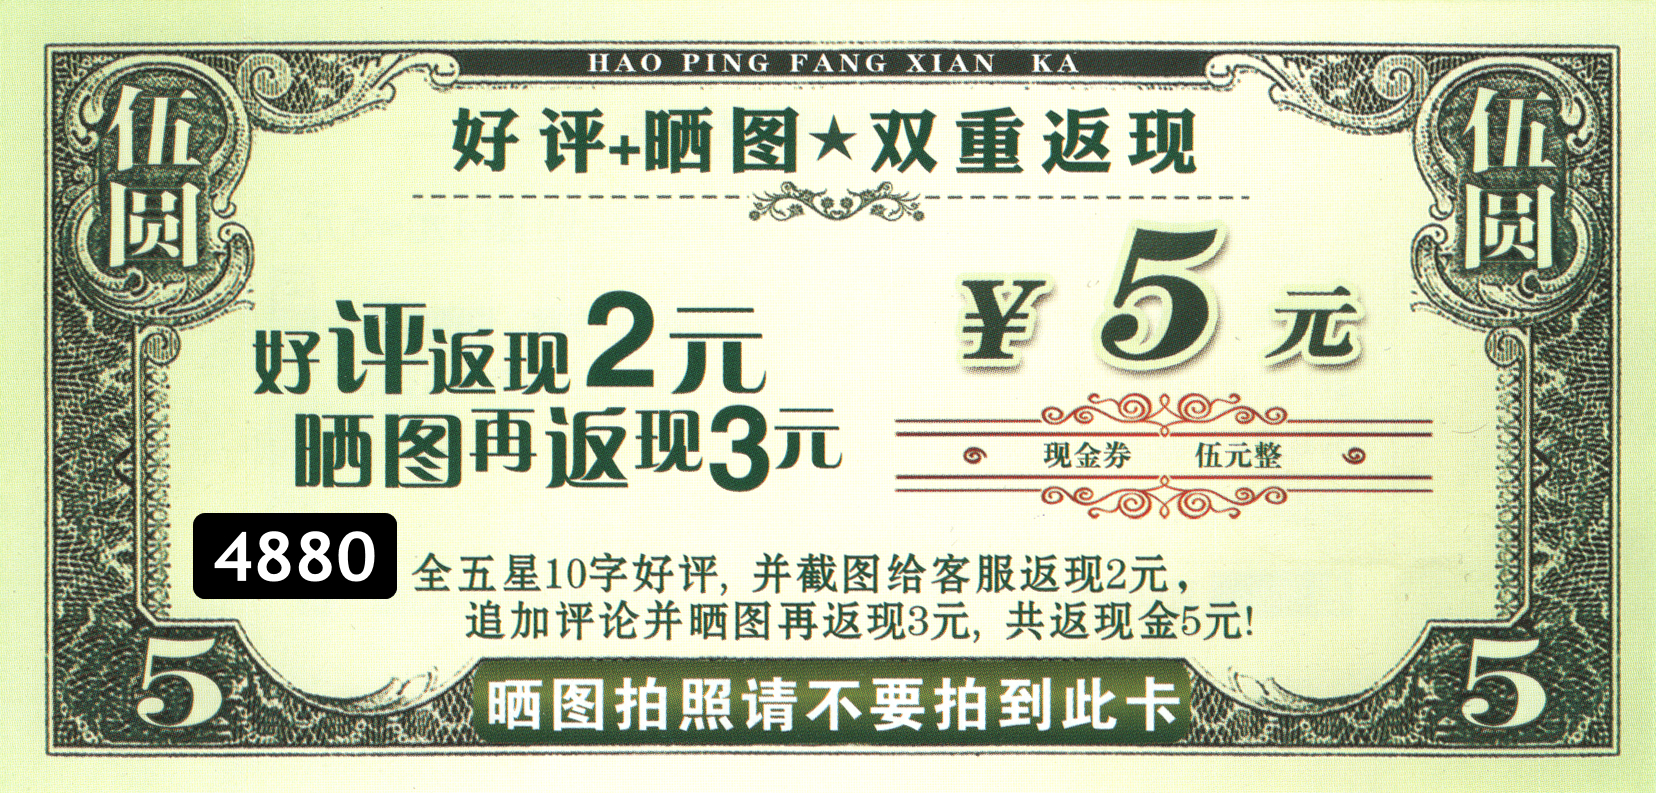 HAO PING FANG XIAN KA
伍圆
伍圆
好评+晒图★双重返现
¥5元
好评返现2元
晒图再返现3元
现金券 伍元整
4880
全五星10字好评, 并截图给客服返现2元,
追加评论并晒图再返现3元, 共返现金5元!
5
5
晒图拍照请不要拍到此卡